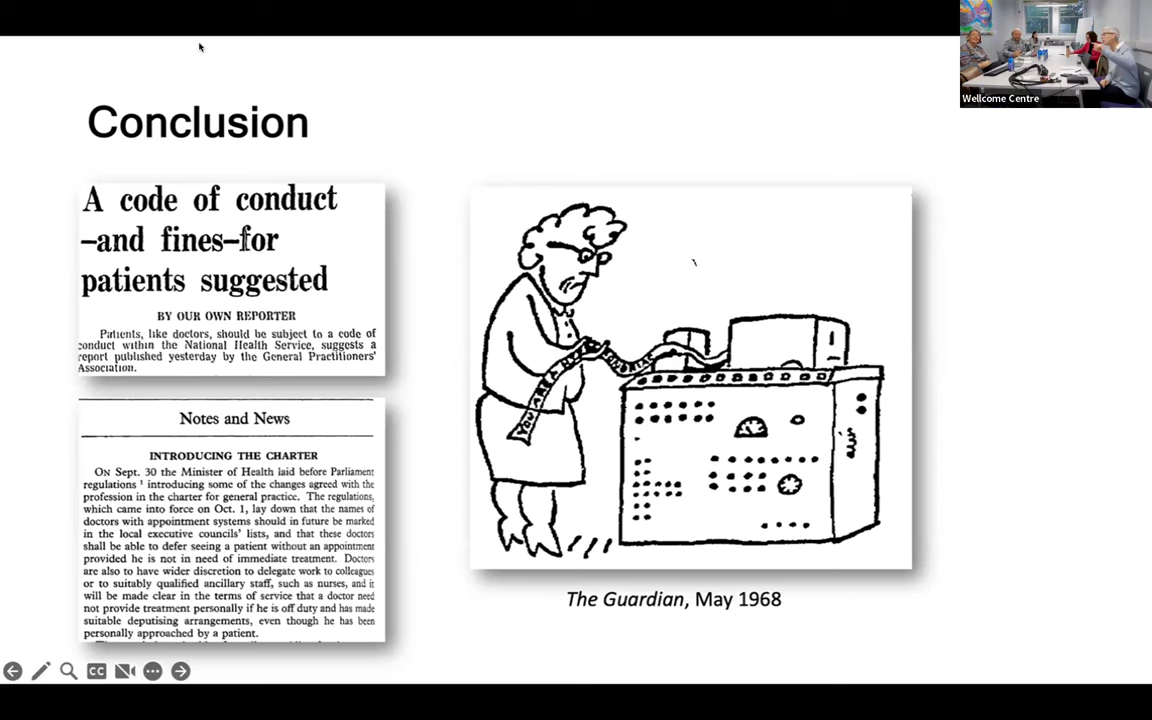 Wellcome Centre
Conclusion
A code of conduct
–and fines–for
patients suggested
BY OUR OWN REPORTER
Patients, like doctors, should be subject to a code of
conduct within the National Health Service, suggests a
report published yesterday by the General Practitioners'
Association.
Notes and News
INTRODUCING THE CHARTER
ON Sept. 30 the Minister of Health laid before Parliament
regulations ¹ introducing some of the changes agreed with the
profession in the charter for general practice. The regulations,
which came into force on Oct. 1, lay down that the names of
doctors with appointment systems should in future be marked
in the local executive councils' lists, and that these doctors
shall be able to defer seeing a patient without an appointment
provided he is not in need of immediate treatment. Doctors
are also to have wider discretion to delegate work to colleagues
or to suitably qualified ancillary staff, such as nurses, and it
will be made clear in the terms of service that a doctor need
not provide treatment personally if he is off duty and has made
suitable deputising arrangements, even though he has been
personally approached by a patient.
YOU ARE A
The Guardian, May 1968
CC